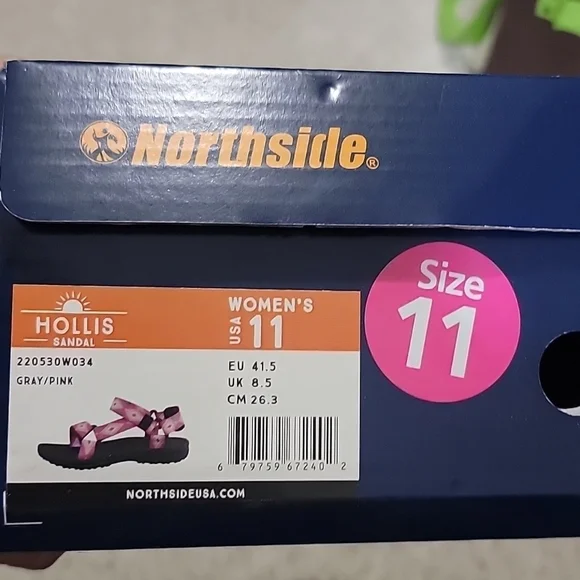 Northside®
Size
11
HOLLIS
SANDAL
WOMEN'S
USA 11
220530W034
GRAY/PINK
EU 41.5
UK 8.5
CM 26.3
6 79759 67240 2
NORTHSIDEUSA.COM